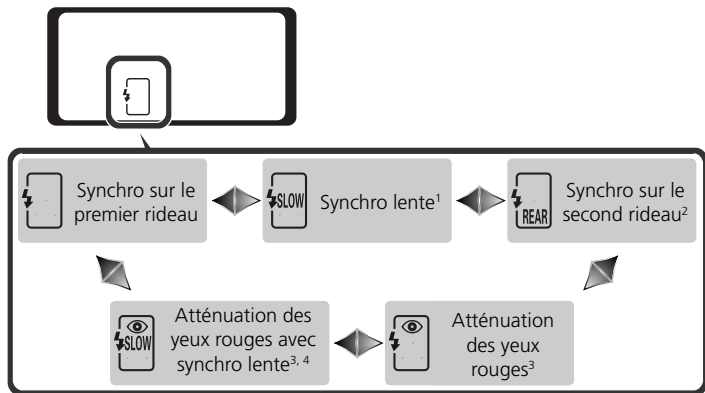 Synchro sur le
premier rideau
SLOW
Synchro lente¹
REAR
Synchro sur le
second rideau²
SLOW
Atténuation des
yeux rouges avec
synchro lente³, ⁴
Atténuation
des yeux
rouges³